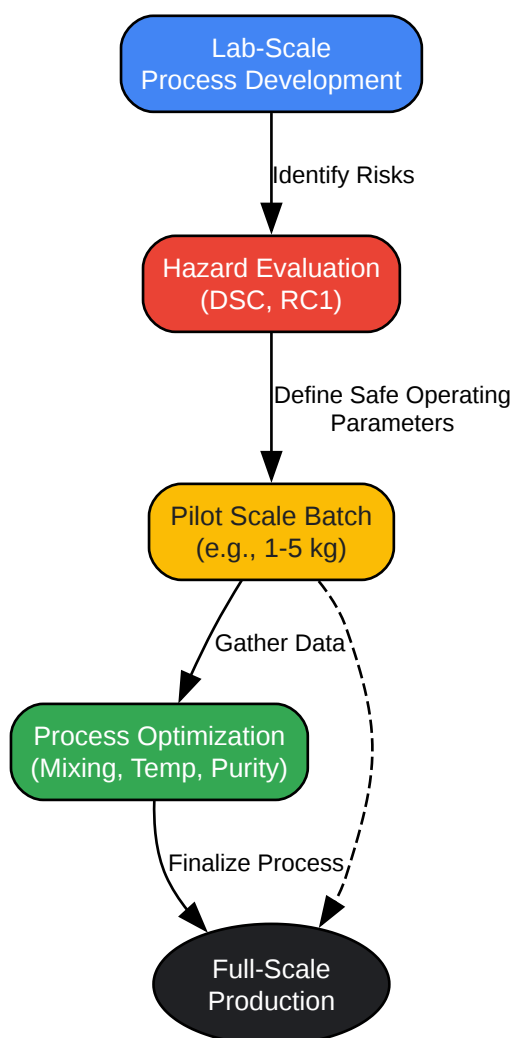 Lab-Scale
Process Development
Identify Risks
Hazard Evaluation
(DSC, RC1)
Define Safe Operating
Parameters
Pilot Scale Batch
(e.g., 1-5 kg)
Gather Data
Process Optimization
(Mixing, Temp, Purity)
Finalize Process
Full-Scale
Production